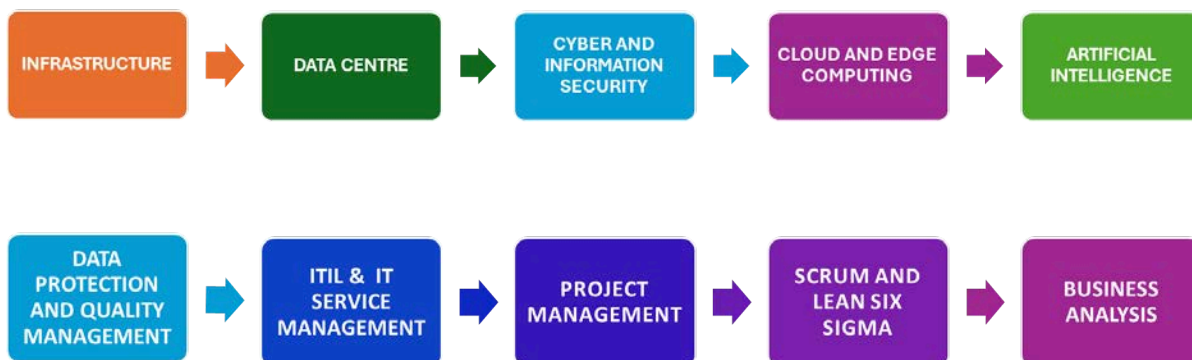 INFRASTRUCTURE
DATA CENTRE
CYBER AND
INFORMATION
SECURITY
CLOUD AND EDGE
COMPUTING
ARTIFICIAL
INTELLIGENCE
DATA
PROTECTION
AND QUALITY
MANAGEMENT
ITIL & IT
SERVICE
MANAGEMENT
PROJECT
MANAGEMENT
SCRUM AND
LEAN SIX
SIGMA
BUSINESS
ANALYSIS